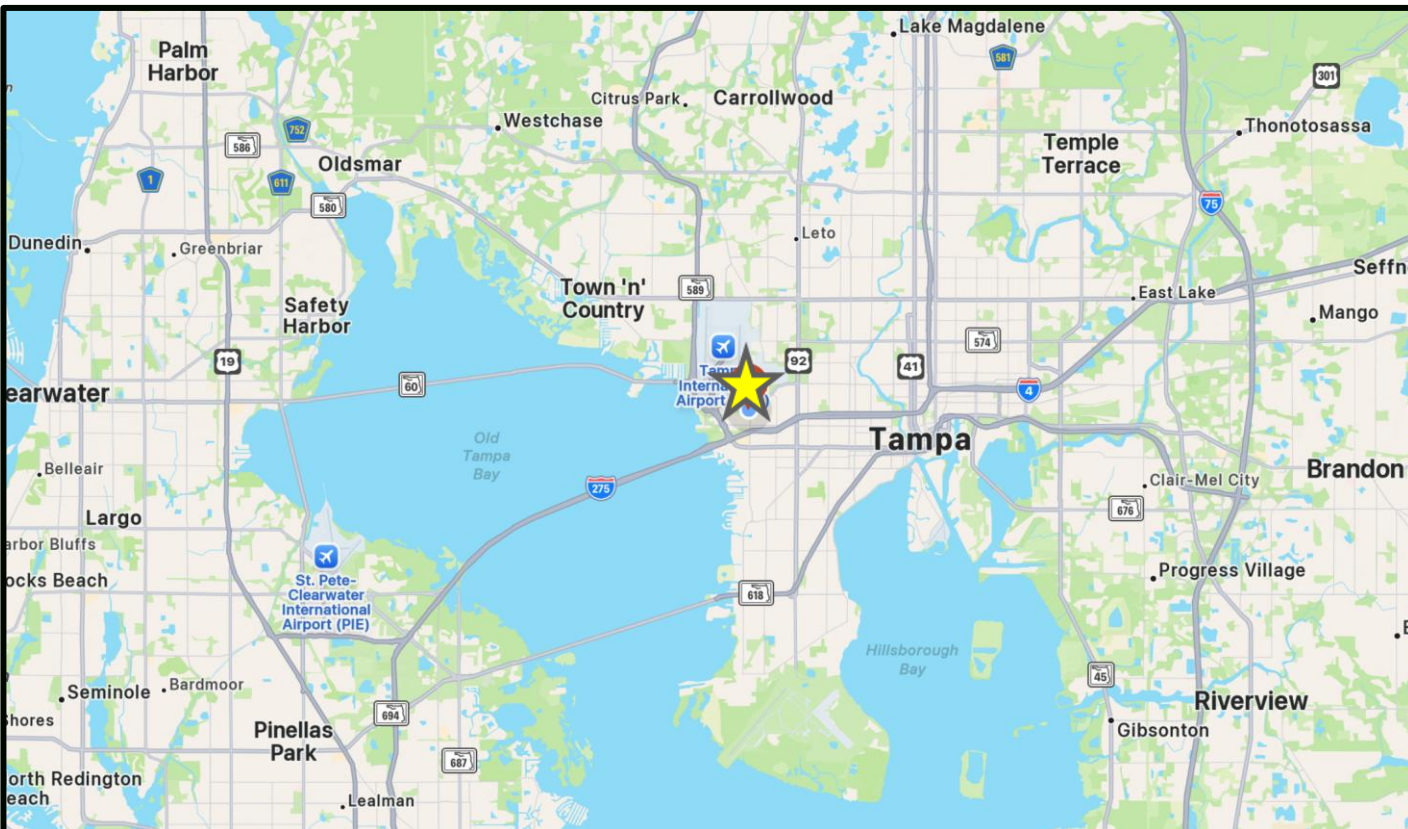 Lake Magdalene
Palm
Harbor
581
301
Citrus Park
Carrollwood
Westchase
752
Thonotosassa
586
Temple
Terrace
Oldsmar
1
611
75
580
Dunedin
Greenbriar
Leto
Seffn
Town 'n'
Country
589
East Lake
Safety
Harbor
Mango
574
19
92
41
60
4
earwater
Airport
Tampa
Old
Tampa
Bay
Belleair
Brandon
275
Clair-Mel City
Largo
676
arbor Bluffs
ocks Beach
St. Pete-
Clearwater
International
Airport (PIE)
Progress Village
618
Hillsborough
Bay
45
Seminole
Bardmoor
Riverview
hores
694
Gibsonton
Pinellas
Park
687
orth Redington
each
Lealman